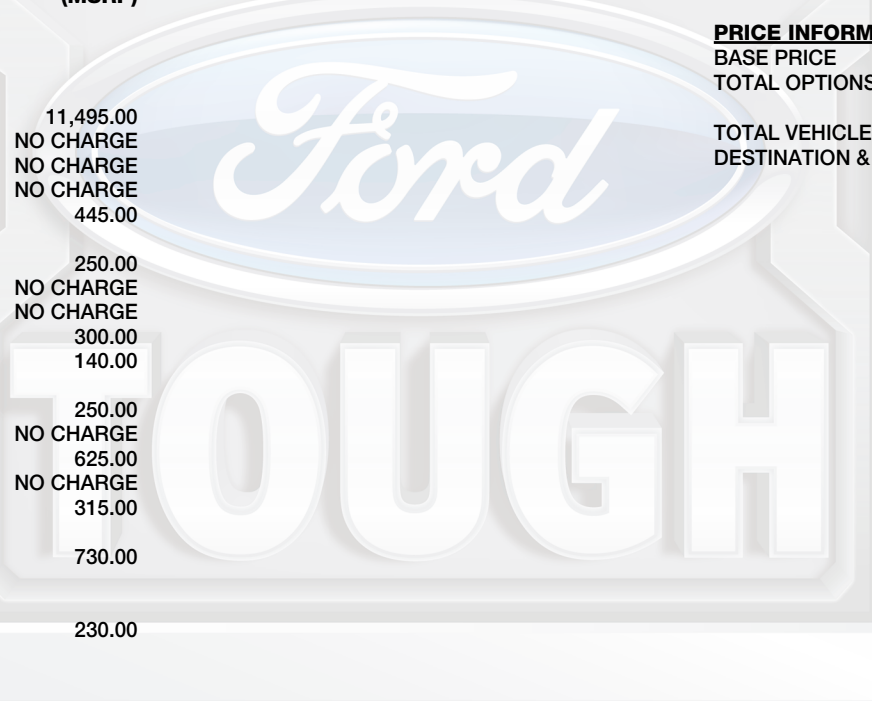 (MSRP)
11,495.00
NO CHARGE
NO CHARGE
NO CHARGE
445.00
250.00
NO CHARGE
NO CHARGE
300.00
140.00
250.00
NO CHARGE
625.00
NO CHARGE
315.00
730.00
230.00
PRICE INFORM
BASE PRICE
TOTAL OPTIONS
TOTAL VEHICLE
DESTINATION &
Ford
TOUGH